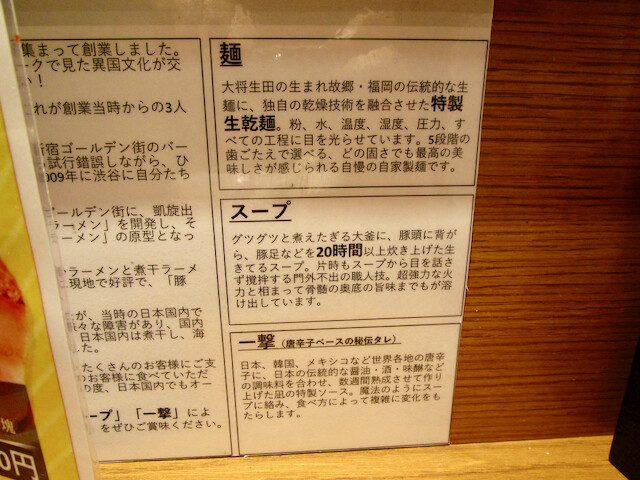 集まって創業しました。
ークで見た異国文化が交
い！
これが創業当時からの3人
新宿ゴールデン街のバー
試行錯誤しながら、ひ
009年に渋谷に自分たち
ゴールデン街に、凱旋出
ラーメン」を開発し、そ
ラーメン」の原型となっ
ラーメンと煮干ラーメ
に現地で好評で、「豚
が、当時の日本国内で
々な障害があり、国内
日本国内は煮干し、海
した。
たくさんのお客様にご支
のお客様に食べていただ
の度、日本国内でもオー
ープ」「一撃」によ
をぜひご賞味ください。
麺
大将生田の生まれ故郷・福岡の伝統的な生
麺に、独自の乾燥技術を融合させた特製
生乾麺。粉、水、温度、湿度、圧力、す
べての工程に目を光らせています。5段階の
歯ごたえで選べる、どの固さでも最高の美
味しさが感じられる自慢の自家製麺です。
スープ
グツグツと煮えたぎる大釜に、豚頭に背が
ら、豚足などを20時間以上炊き上げた生
きてるスープ。片時もスープから目を話さ
ず撹拌する門外不出の職人技。超強力な火
力と相まって骨髄の奥底の旨味までもが溶
け出しています。
一撃（唐辛子ベースの秘伝タレ）
日本、韓国、メキシコなど世界各地の唐辛
子に、日本の伝統的な醤油・酒・味醂など
の調味料を合わせ、数週間熟成させて作り
上げた凪の特製ソース。魔法のようにスー
プに絡み、食べ方によって複雑に変化をも
たらします。
塊
0円